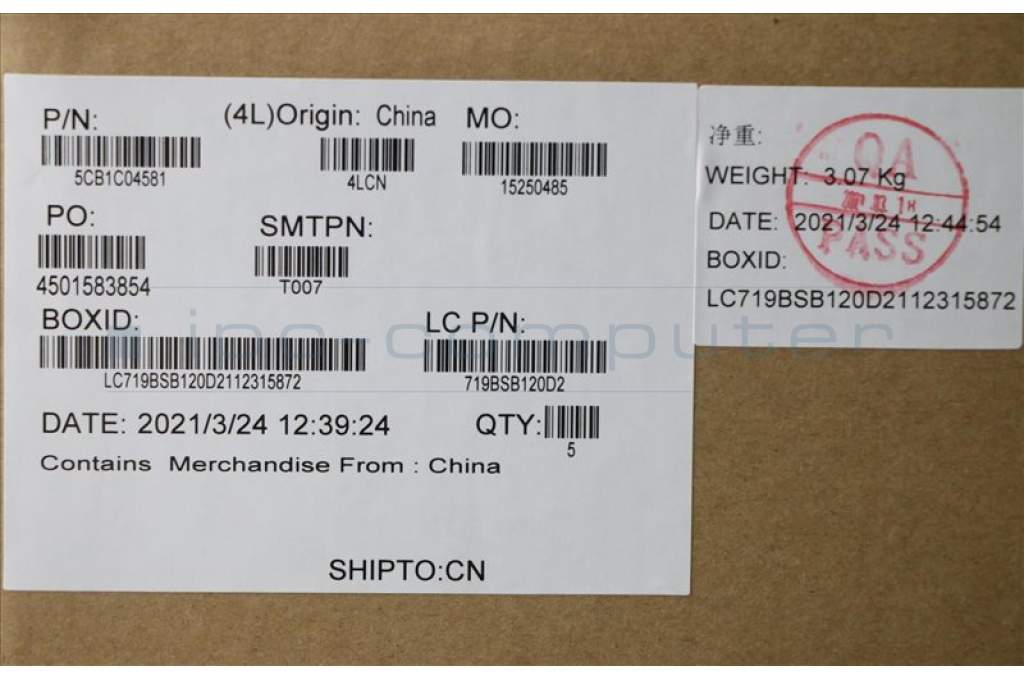 P/N:
(4L)Origin: China
MO:
5CB1C04581
4LCN
15250485
PO:
SMTPN:
4501583854
T007
BOXID:
LC P/N:
LC719BSB120D2112315872
719BSB120D2
DATE: 2021/3/24 12:39:24
QTY:
5
Contains Merchandise From : China
SHIPTO:CN
净重:
WEIGHT: 3.07 Kg
DATE: 2021/3/24 12:44:54
BOXID:
LC719BSB120D2112315872
QA
PASS
ipc-computer